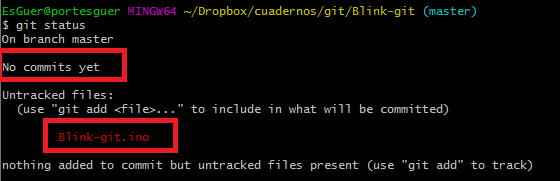 EsGuer@portesguer MINGW64 ~/Dropbox/cuadernos/git/Blink-git (master)
$ git status
On branch master
No commits yet
Untracked files:
(use "git add <file>..." to include in what will be committed)
Blink-git.ino
nothing added to commit but untracked files present (use "git add" to track)